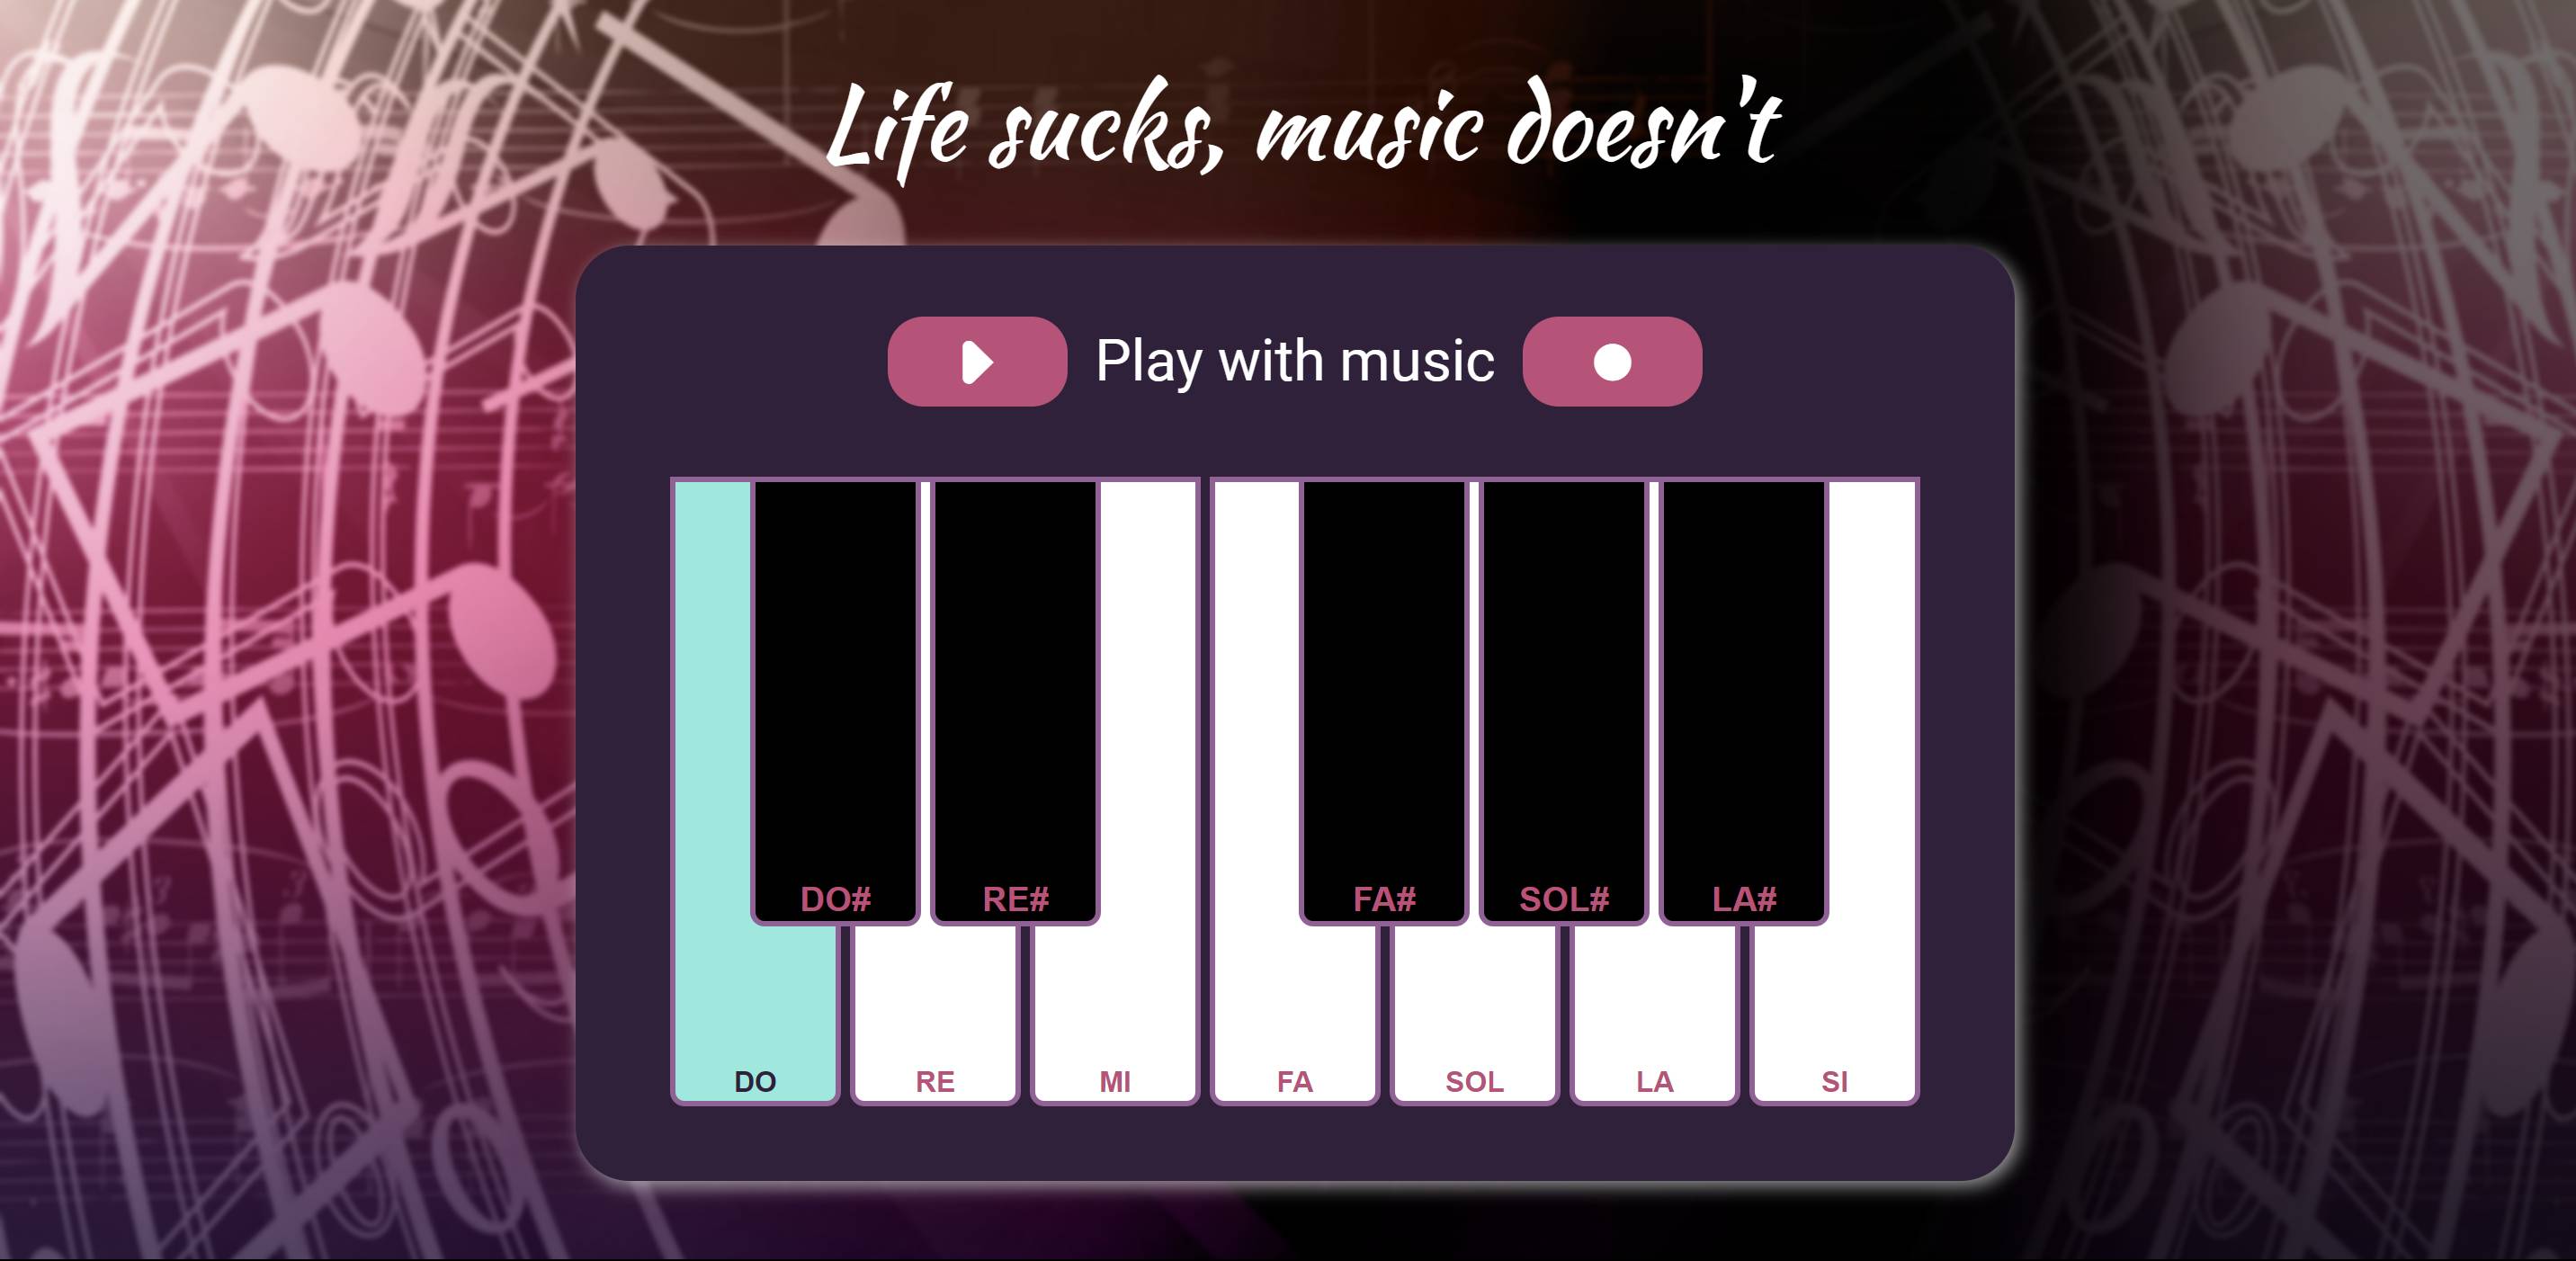 Life sucks, music doesn't
Play with music
DO# RE# FA# SOL# LA#
DO RE MI FA SOL LA SI